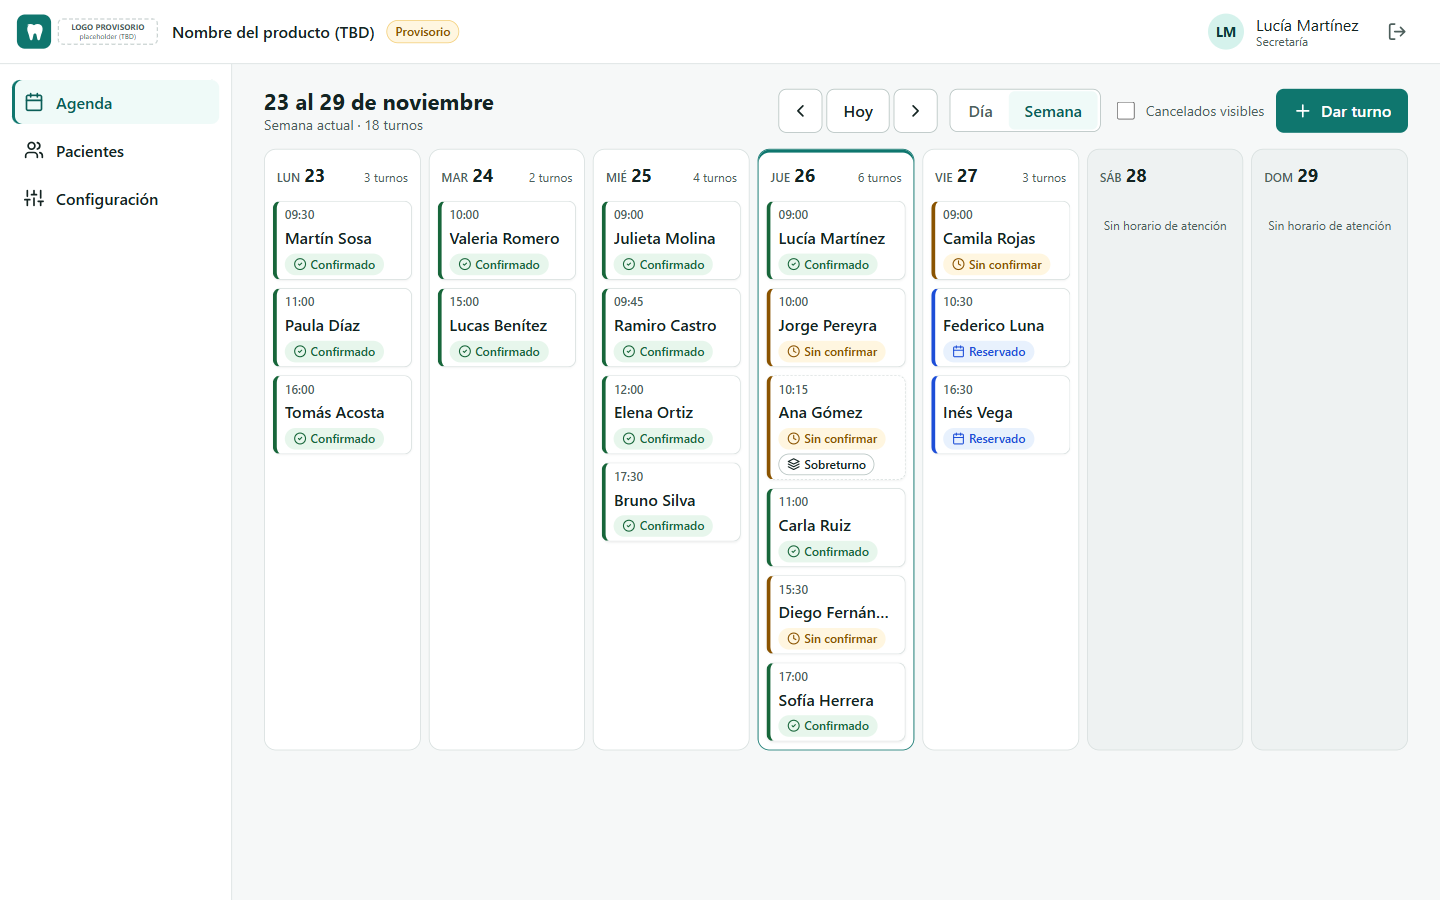 LOGO PROVISORIO
placeholder (TBD)
Nombre del producto (TBD)
Provisorio
LM
Lucía Martínez
Secretaría
Agenda
Pacientes
Configuración
23 al 29 de noviembre
Semana actual · 18 turnos
Hoy
Día
Semana
Cancelados visibles
Dar turno
LUN 23
3 turnos
09:30
Martín Sosa
Confirmado
11:00
Paula Díaz
Confirmado
16:00
Tomás Acosta
Confirmado
MAR 24
2 turnos
10:00
Valeria Romero
Confirmado
15:00
Lucas Benítez
Confirmado
MIÉ 25
4 turnos
09:00
Julieta Molina
Confirmado
09:45
Ramiro Castro
Confirmado
12:00
Elena Ortiz
Confirmado
17:30
Bruno Silva
Confirmado
JUE 26
6 turnos
09:00
Lucía Martínez
Confirmado
10:00
Jorge Pereyra
Sin confirmar
10:15
Ana Gómez
Sin confirmar
Sobreturno
11:00
Carla Ruiz
Confirmado
15:30
Diego Fernán...
Sin confirmar
17:00
Sofía Herrera
Confirmado
VIE 27
3 turnos
09:00
Camila Rojas
Sin confirmar
10:30
Federico Luna
Reservado
16:30
Inés Vega
Reservado
SÁB 28
Sin horario de atención
DOM 29
Sin horario de atención